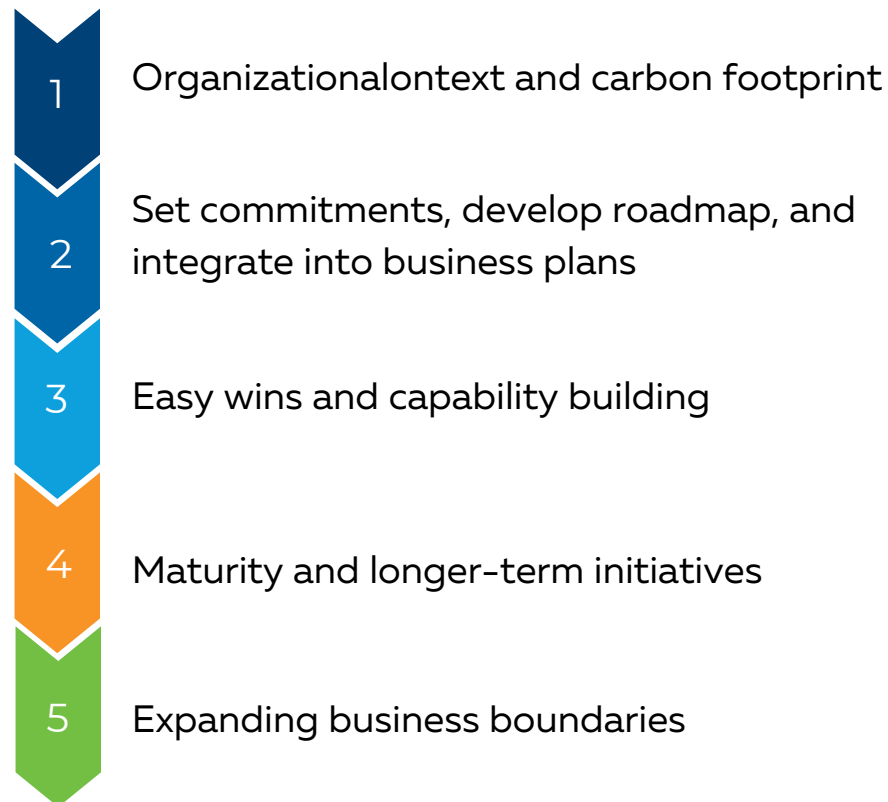 1
Organizationalontext and carbon footprint
2
Set commitments, develop roadmap, and
integrate into business plans
3
Easy wins and capability building
4
Maturity and longer-term initiatives
5
Expanding business boundaries